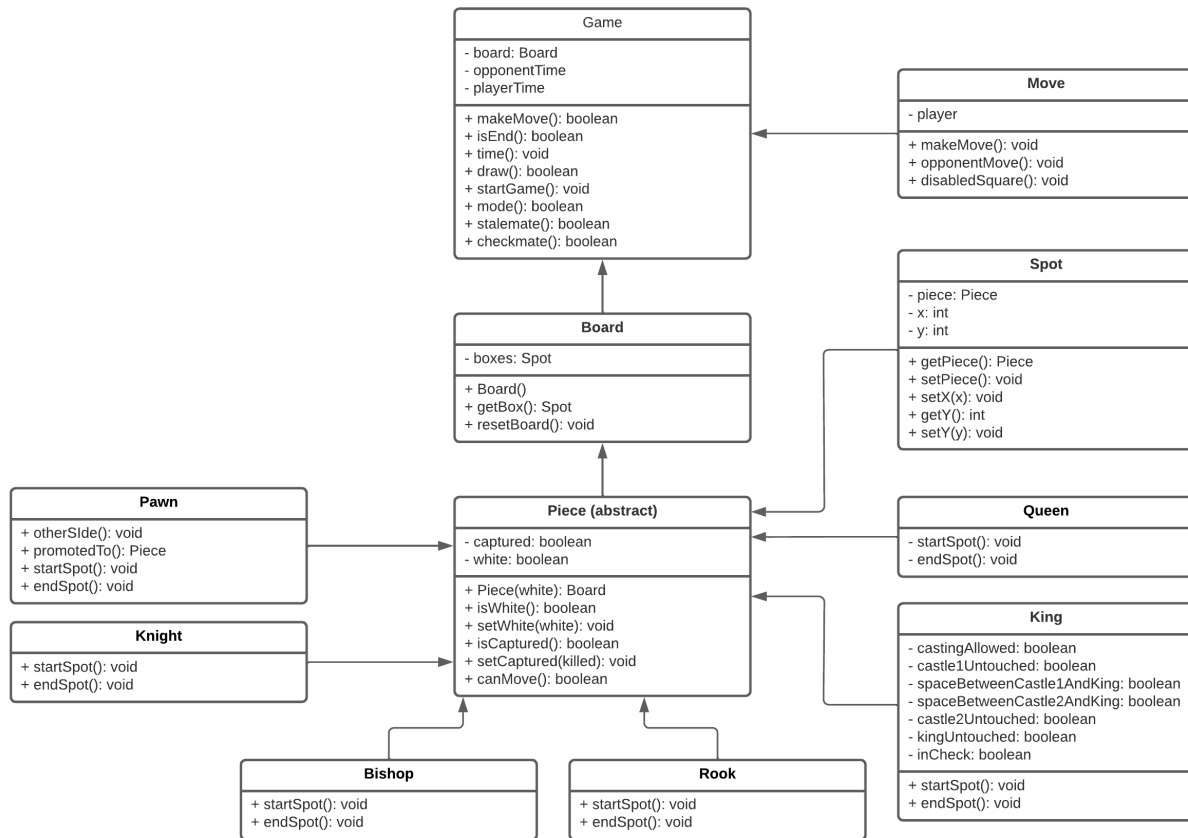 Game
- board: Board
- opponentTime
- playerTime
+ makeMove(): boolean
+ isEnd(): boolean
+ time(): void
+ draw(): boolean
+ startGame(): void
+ mode(): boolean
+ stalemate(): boolean
+ checkmate(): boolean
Move
- player
+ makeMove(): void
+ opponentMove(): void
+ disabledSquare(): void
Spot
- piece: Piece
- x: int
- y: int
+ getPiece(): Piece
+ setPiece(): void
+ setX(x): void
+ getY(): int
+ setY(y): void
Board
- boxes: Spot
+ Board()
+ getBox(): Spot
+ resetBoard(): void
Pawn
+ otherSIde(): void
+ promotedTo(): Piece
+ startSpot(): void
+ endSpot(): void
Piece (abstract)
- captured: boolean
- white: boolean
+ Piece(white): Board
+ isWhite(): boolean
+ setWhite(white): void
+ isCaptured(): boolean
+ setCaptured(killed): void
+ canMove(): boolean
Queen
- startSpot(): void
- endSpot(): void
Knight
+ startSpot(): void
+ endSpot(): void
King
- castingAllowed: boolean
- castle1Untouched: boolean
- spaceBetweenCastle1AndKing: boolean
- spaceBetweenCastle2AndKing: boolean
- castle2Untouched: boolean
- kingUntouched: boolean
- inCheck: boolean
+ startSpot(): void
+ endSpot(): void
Bishop
+ startSpot(): void
+ endSpot(): void
Rook
+ startSpot(): void
+ endSpot(): void